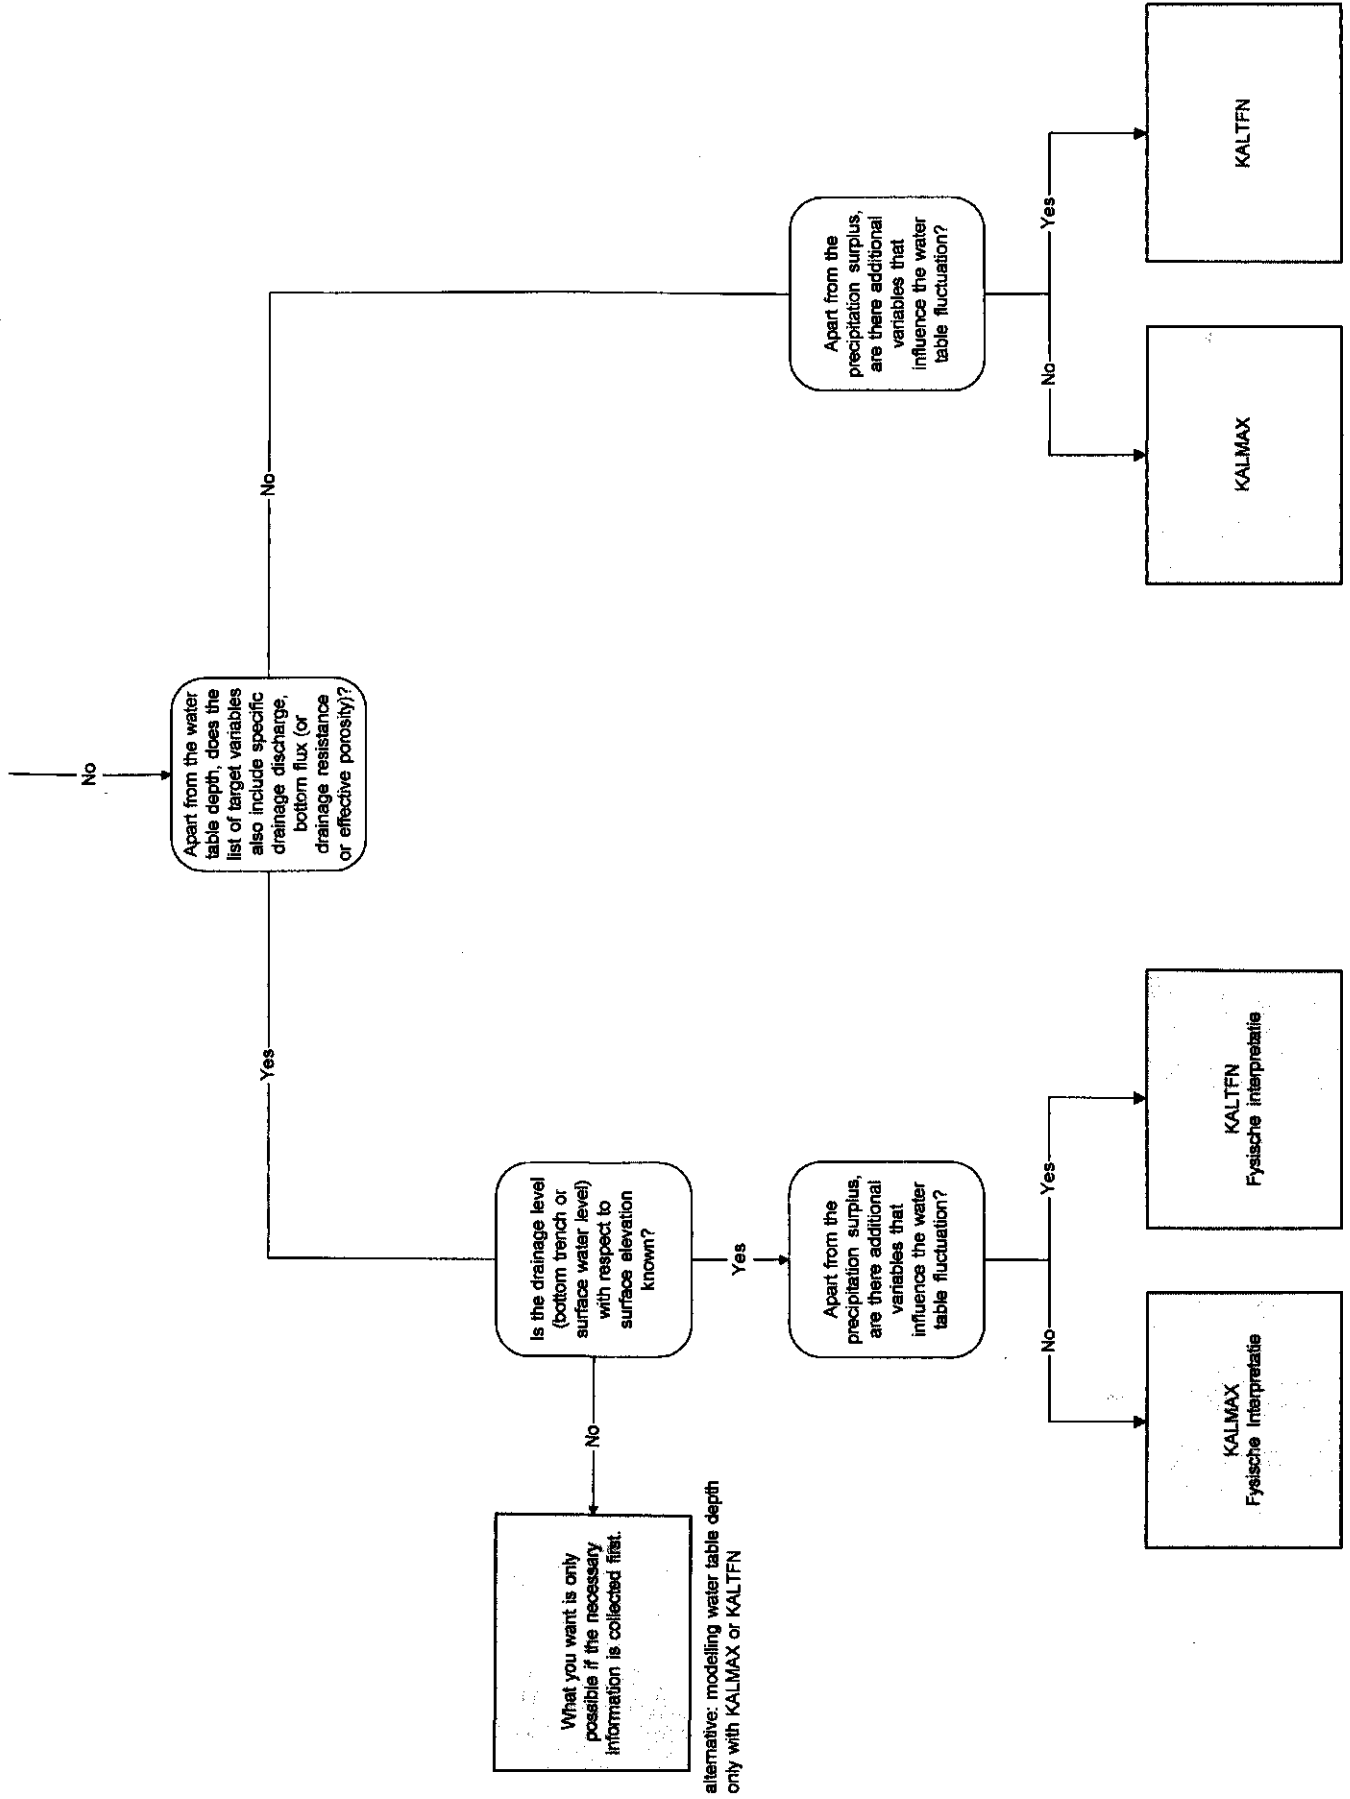 No
Apart from the water
table depth, does the
list of target variables
also include specific
drainage discharge,
bottom flux (or
drainage resistance
or effective porosity)?
Yes
No
Is the drainage level
(bottom trench or
surface water level)
with respect to
surface elevation
known?
No
What you want is only
possible if the necessary
information is collected first.
alternative: modelling water table depth
only with KALMAX or KALTFN
Yes
Apart from the
precipitation surplus,
are there additional
variables that
influence the water
table fluctuation?
Apart from the
precipitation surplus,
are there additional
variables that
influence the water
table fluctuation?
No
Yes
No
Yes
KALMAX
Fysische Interpretatie
KALTFN
Fysische interpretatie
KALMAX
KALTFN